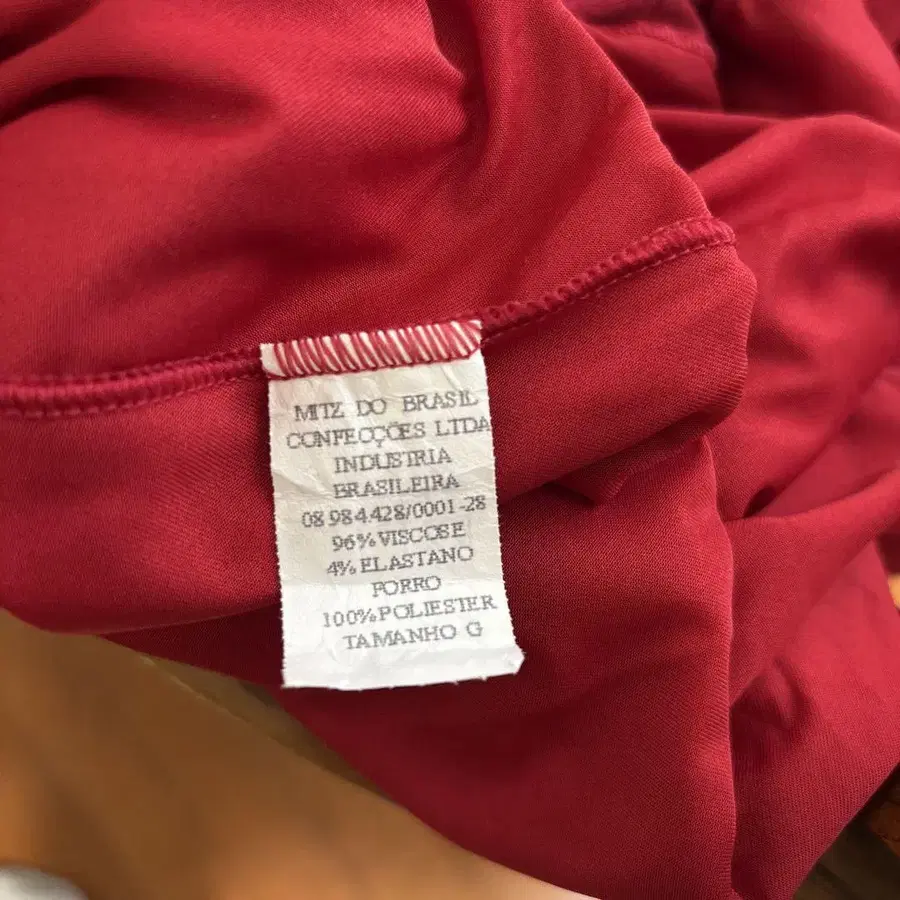 MITZ DO BRASIL
CONFECÇÕES LTDA
INDUSTRIA
BRASILEIRA
08 984.428/0001-28
96% VISCOSE
4% ELASTANO
FORRO
100% POLIESTER
TAMANHO G